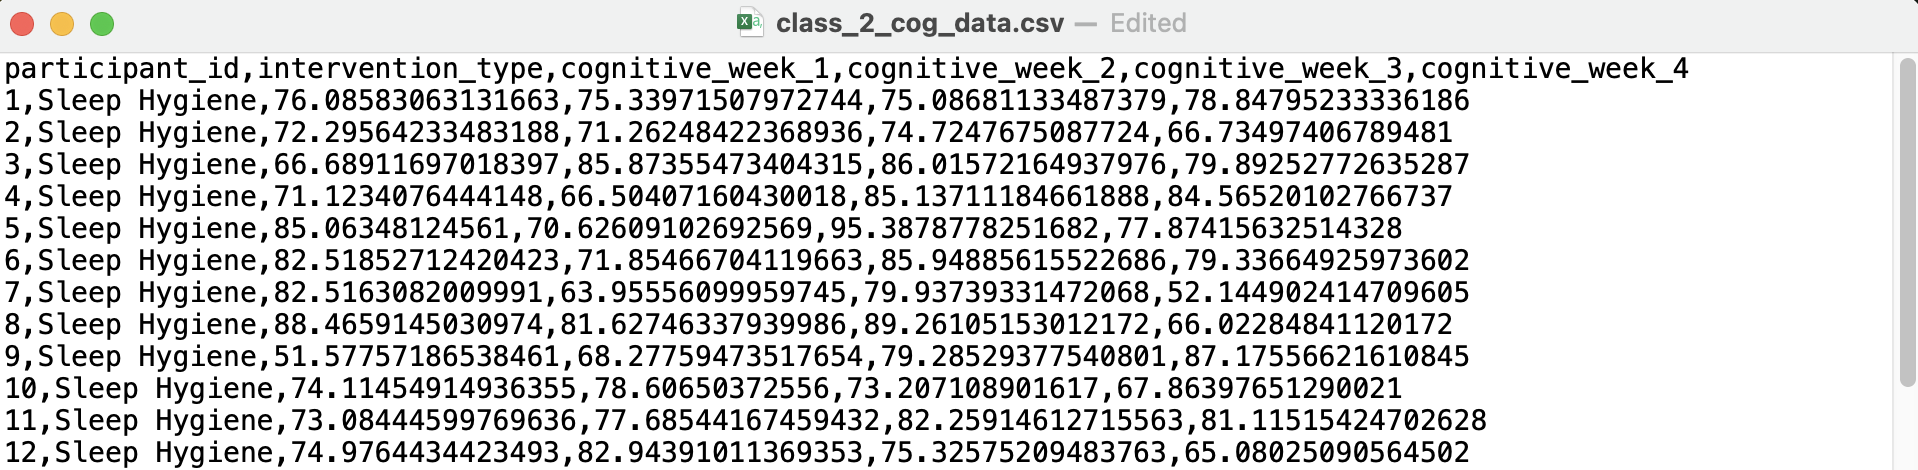 class_2_cog_data.csv — Edited
participant_id,intervention_type,cognitive_week_1,cognitive_week_2,cognitive_week_3,cognitive_week_4
1,Sleep Hygiene,76.08583063131663,75.33971507972744,75.08681133487379,78.84795233336186
2,Sleep Hygiene,72.29564233483188,71.26248422368936,74.7247675087724,66.73497406789481
3,Sleep Hygiene,66.68911697018397,85.87355473404315,86.01572164937976,79.89252772635287
4,Sleep Hygiene,71.1234076444148,66.50407160430018,85.13711184661888,84.56520102766737
5,Sleep Hygiene,85.06348124561,70.62609102692569,95.3878778251682,77.87415632514328
6,Sleep Hygiene,82.51852712420423,71.85466704119663,85.94885615522686,79.33664925973602
7,Sleep Hygiene,82.5163082009991,63.95556099959745,79.93739331472068,52.144902414709605
8,Sleep Hygiene,88.4659145030974,81.62746337939986,89.26105153012172,66.02284841120172
9,Sleep Hygiene,51.57757186538461,68.27759473517654,79.28529377540801,87.17556621610845
10,Sleep Hygiene,74.11454914936355,78.60650372556,73.207108901617,67.86397651290021
11,Sleep Hygiene,73.08444599769636,77.68544167459432,82.25914612715563,81.11515424702628
12,Sleep Hygiene,74.9764434423493,82.94391011369353,75.32575209483763,65.08025090564502